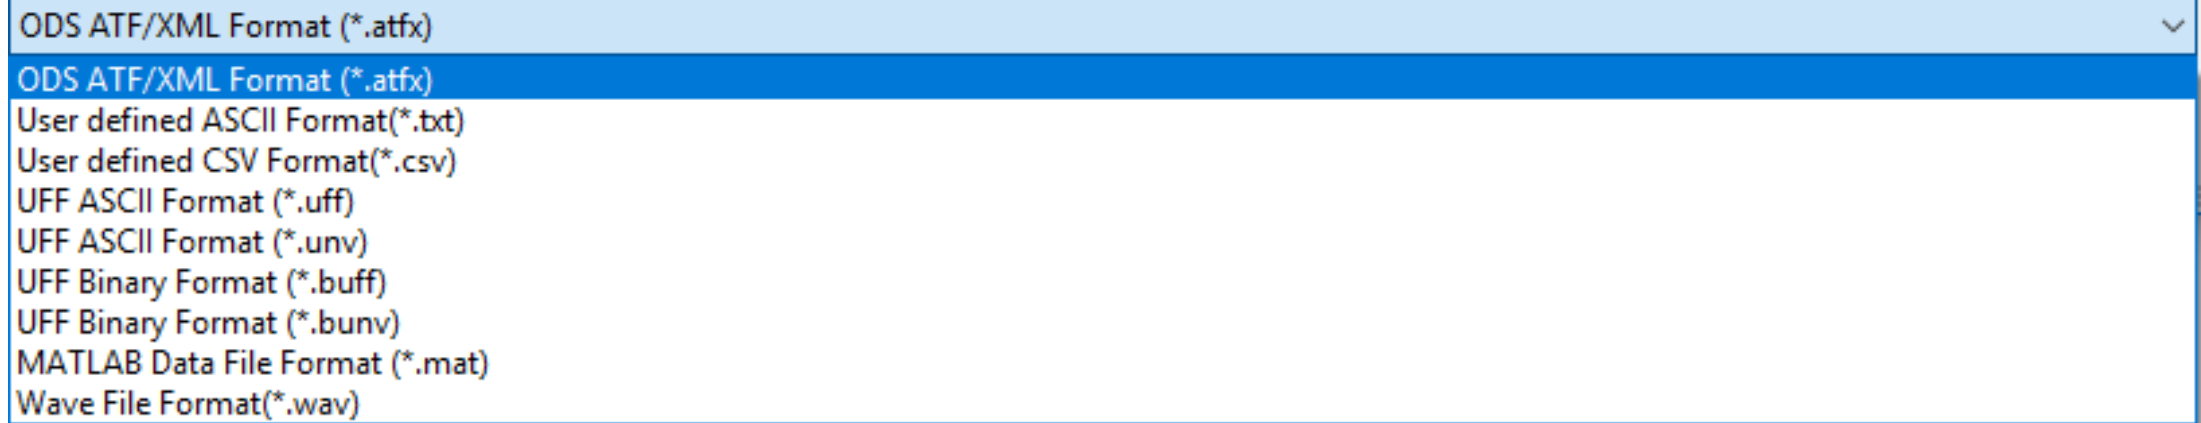 ODS ATF/XML Format (*.atfx)
ODS ATF/XML Format (*.atfx)
User defined ASCII Format(*.txt)
User defined CSV Format(*.csv)
UFF ASCII Format (*.uff)
UFF ASCII Format (*.unv)
UFF Binary Format (*.buff)
UFF Binary Format (*.bunv)
MATLAB Data File Format (*.mat)
Wave File Format(*.wav)